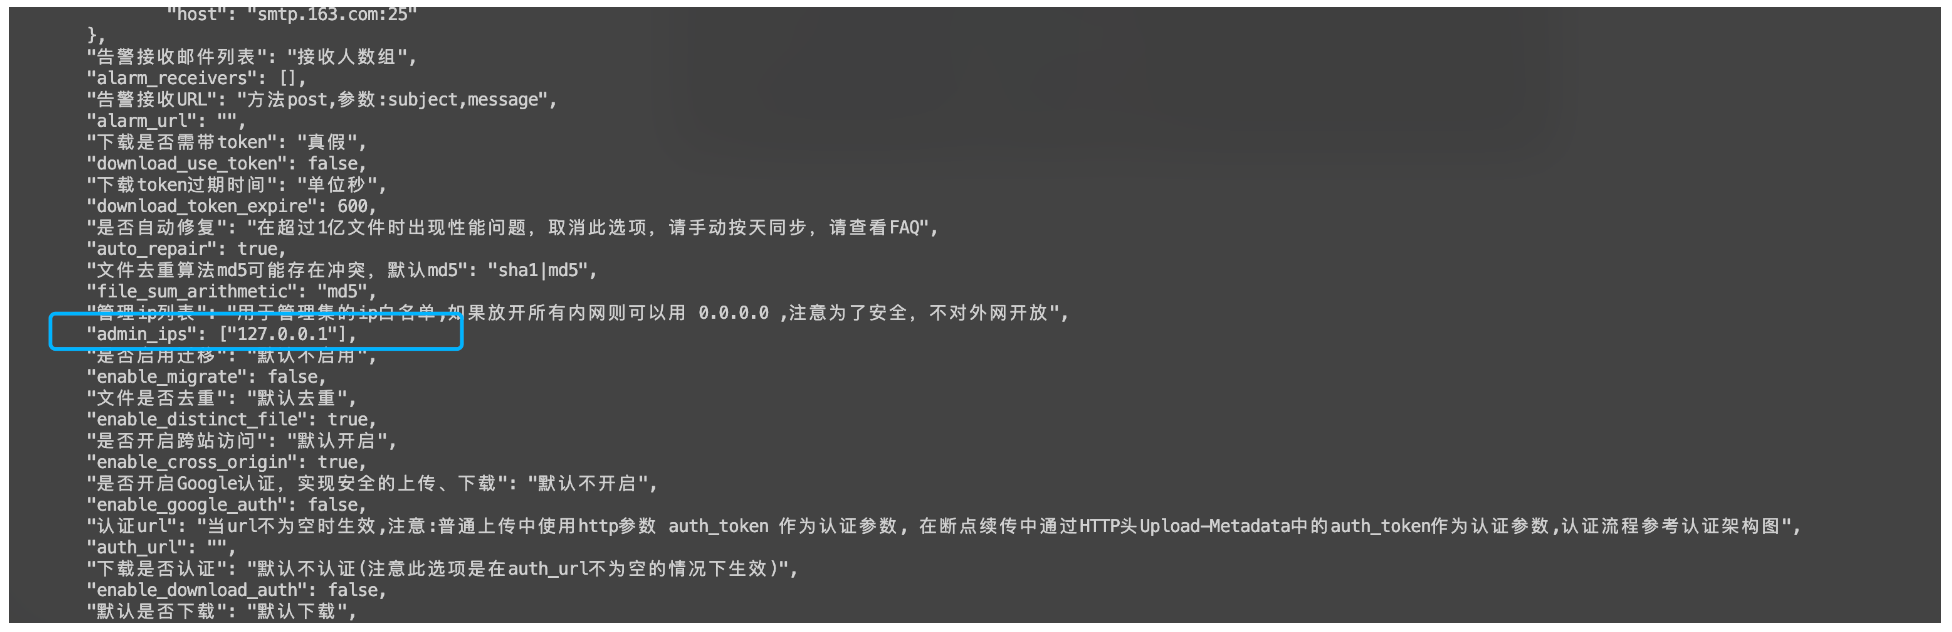 "host": "smtp.163.com:25"
},
"告警接收邮件列表": "接收人数组",
"alarm_receivers": [],
"告警接收URL": "方法post,参数:subject,message",
"alarm_url": "",
"下载是否需带token": "真假",
"download_use_token": false,
"下载token过期时间": "单位秒",
"download_token_expire": 600,
"是否自动修复": "在超过1亿文件时出现性能问题，取消此选项，请手动按天同步，请查看FAQ",
"auto_repair": true,
"文件去重算法md5可能存在冲突，默认md5": "sha1|md5",
"file_sum_arithmetic": "md5",
"管理ip列表": "用于管理集的ip白名单,如果放开所有内网则可以用 0.0.0.0 ,注意为了安全，不对外网开放",
"admin_ips": ["127.0.0.1"],
"是否启用迁移": "默认不启用",
"enable_migrate": false,
"文件是否去重": "默认去重",
"enable_distinct_file": true,
"是否开启跨站访问": "默认开启",
"enable_cross_origin": true,
"是否开启Google认证，实现安全的上传、下载": "默认不开启",
"enable_google_auth": false,
"认证url": "当url不为空时生效,注意:普通上传中使用http参数 auth_token 作为认证参数, 在断点续传中通过HTTP头Upload-Metadata中的auth_token作为认证参数,认证流程参考认证架构图",
"auth_url": "",
"下载是否认证": "默认不认证(注意此选项是在auth_url不为空的情况下生效)",
"enable_download_auth": false,
"默认是否下载": "默认下载",